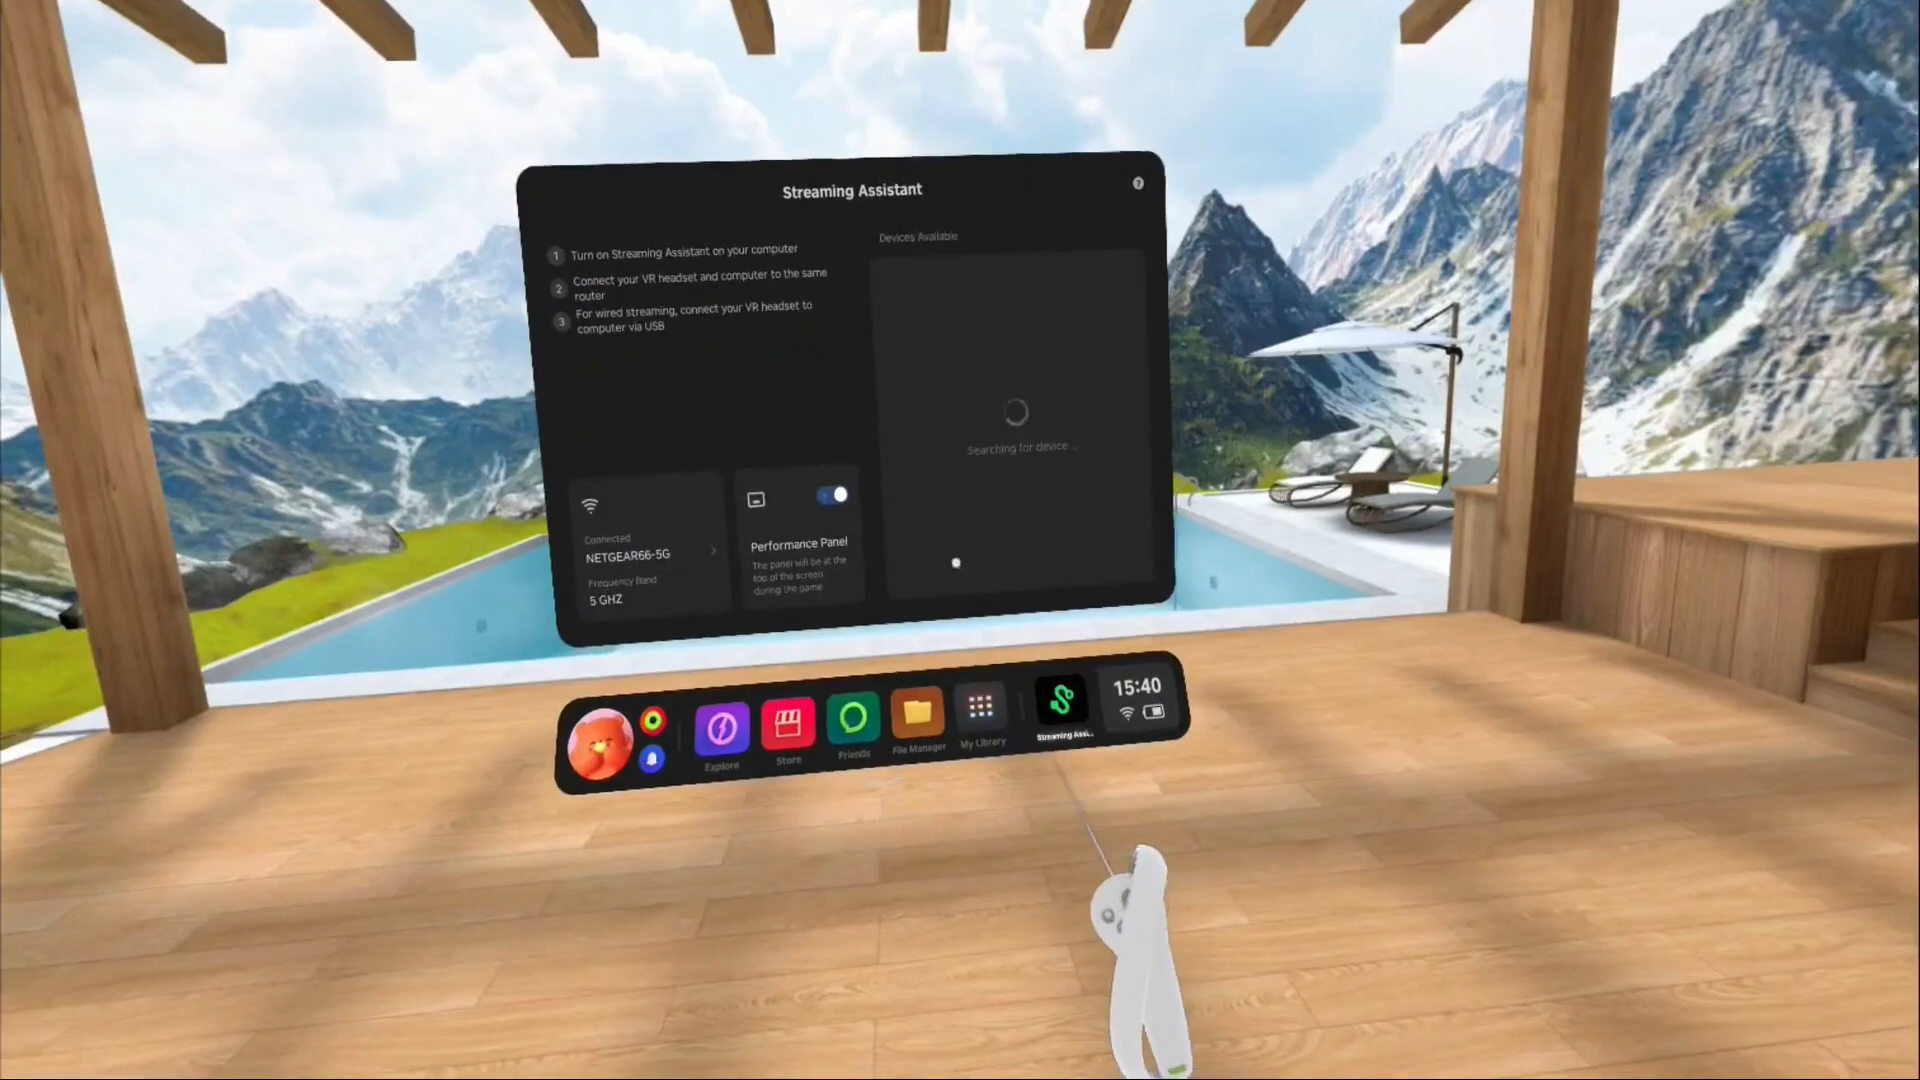 Streaming Assistant
?
1 Turn on Streaming Assistant on your computer
2 Connect your VR headset and computer to the same
router
3 For wired streaming, connect your VR headset to
computer via USB
Devices Available
Searching for device ...
Connected
NETGEAR66-5G
Frequency Band
5 GHZ
Performance Panel
The panel will be at the
top of the screen
during the game
Explore
Store
Friends
File Manager
My Library
Streaming Assi...
15:40